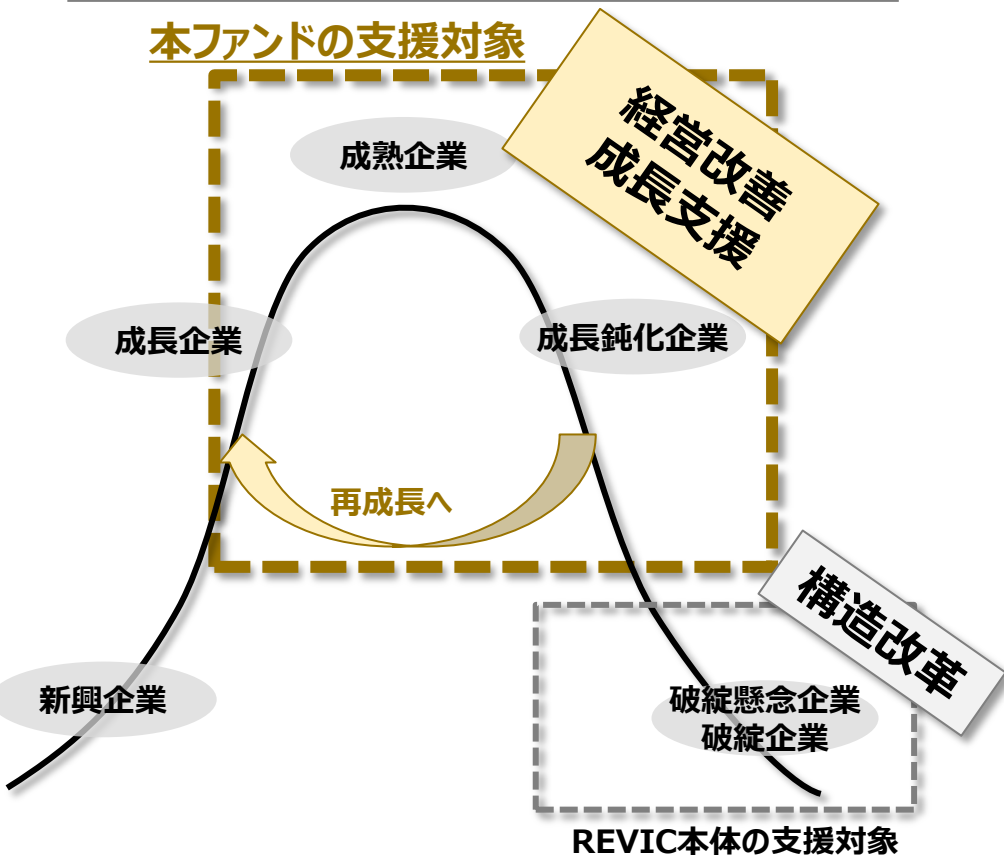 本ファンドの支援対象
経営改善
成長支援
成熟企業
成長企業
成長鈍化企業
再成長へ
構造改革
新興企業
破綻懸念企業
破綻企業
REVIC本体の支援対象